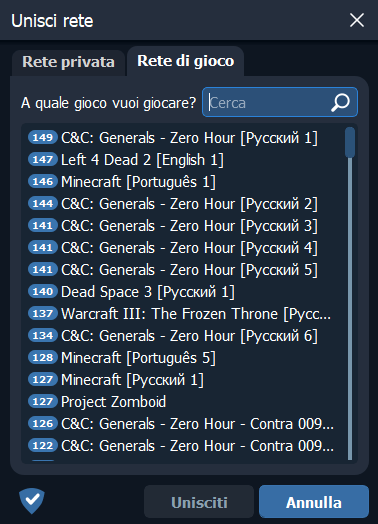 Unisci rete
Rete privata
Rete di gioco
A quale gioco vuoi giocare?
Cerca
149 C&C: Generals - Zero Hour [Русский 1]
147 Left 4 Dead 2 [English 1]
146 Minecraft [Português 1]
144 C&C: Generals - Zero Hour [Русский 2]
141 C&C: Generals - Zero Hour [Русский 3]
141 C&C: Generals - Zero Hour [Русский 4]
141 C&C: Generals - Zero Hour [Русский 5]
140 Dead Space 3 [Русский 1]
137 Warcraft III: The Frozen Throne [Русс...
134 C&C: Generals - Zero Hour [Русский 6]
128 Minecraft [Português 5]
127 Minecraft [Русский 1]
127 Project Zomboid
126 C&C: Generals - Zero Hour - Contra 009...
122 C&C: Generals - Zero Hour - Contra 009...
Unisciti
Annulla